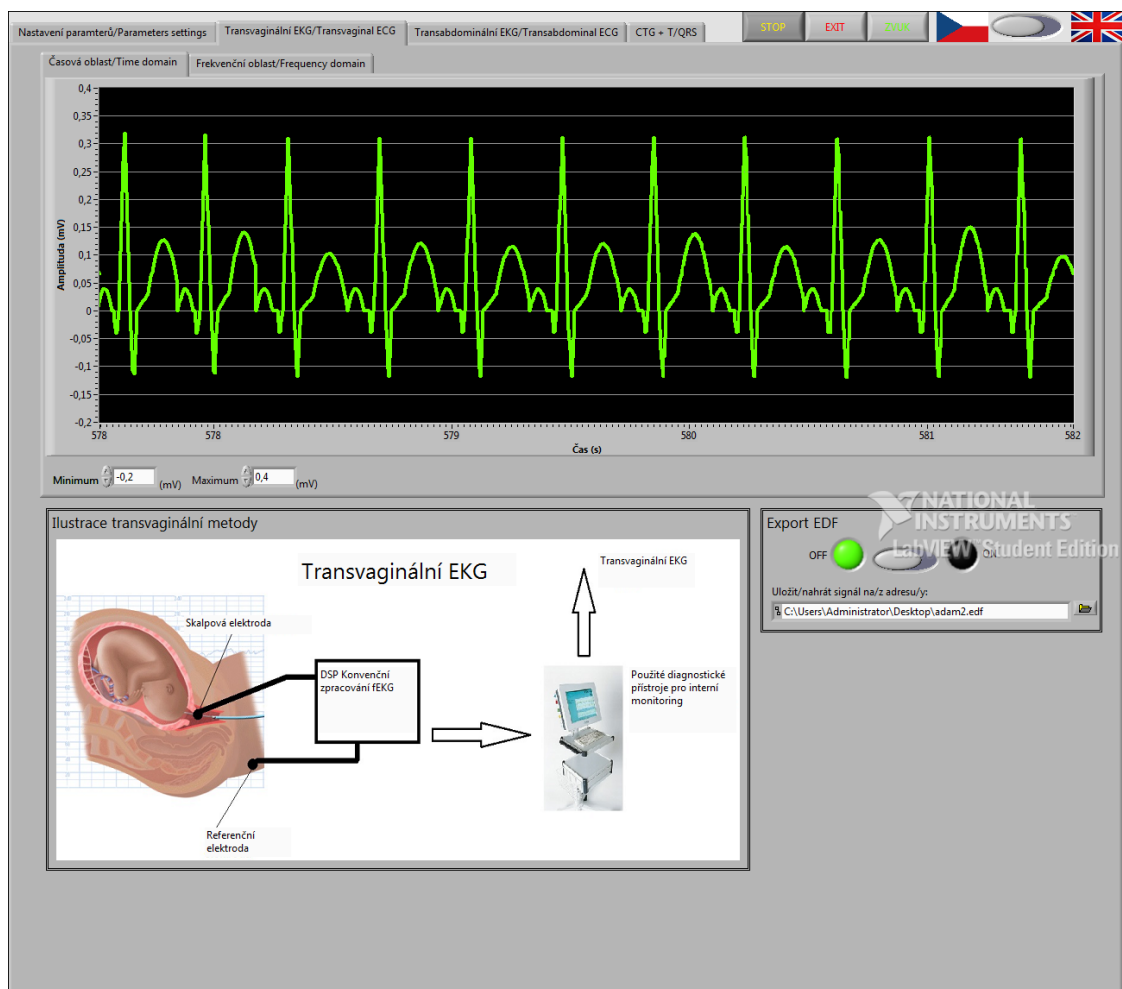 Nastavení paramterů/Parameters settings
Transvaginální EKG/Transvaginal ECG
Transabdominální EKG/Transabdominal ECG
CTG + T/QRS
STOP
EXIT
Časová oblast/Time domain
Frekvenční oblast/Frequency domain
Amplituda (mV)
0,4
0,35
0,3
0,25
0,2
0,15
0,1
0,05
0
-0,05
-0,1
-0,15
-0,2
578
578
579
580
581
582
Čas (s)
Minimum -0,2 (mV) Maximum 0,4 (mV)
Ilustrace transvaginální metody
Transvaginální EKG
Skalpová elektroda
DSP Konvenční
zpracování fEKG
Referenční
elektroda
Transvaginální EKG
Použité diagnostické
přístroje pro interní
monitoring
Export EDF
NATIONAL
INSTRUMENTS
LabVIEW Student Edition
OFF
ON
Uložit/nahrát signál na/z adresu/y:
C:\Users\Administrator\Desktop\adam2.edf